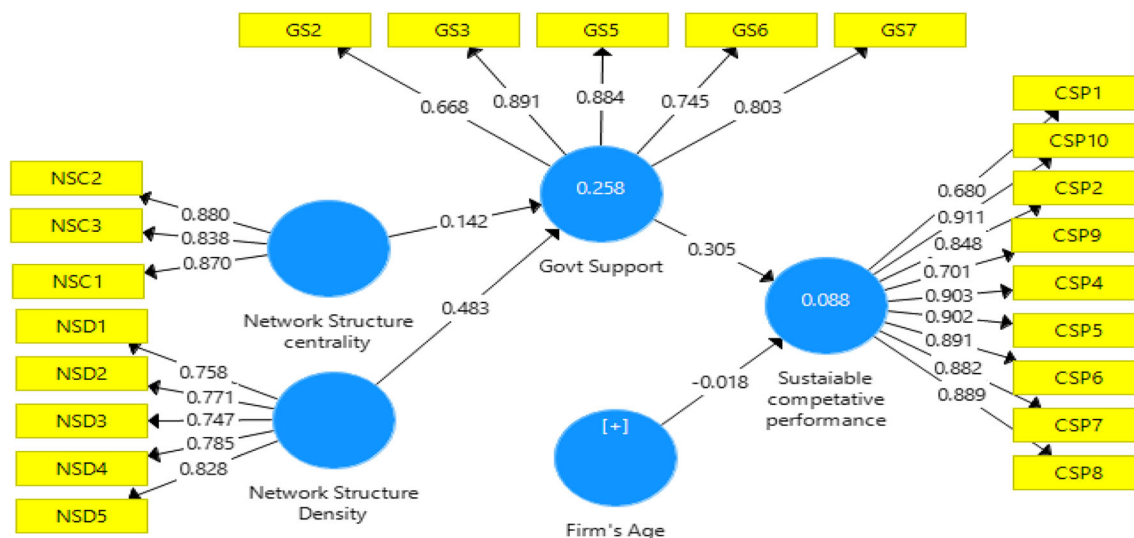 GS2
GS3
GS5
GS6
GS7
0.668
0.891
0.884
0.745
0.803
CSP1
CSP10
CSP2
CSP9
CSP4
CSP5
CSP6
CSP7
CSP8
0.680
0.911
0.848
0.701
0.903
0.902
0.891
0.882
0.889
NSC2
NSC3
NSC1
0.880
0.838
0.870
0.142
0.258
Govt Support
0.305
0.088
Network Structure
centrality
0.483
NSD1
NSD2
NSD3
NSD4
NSD5
0.758
0.771
0.747
0.785
0.828
Network Structure
Density
-0.018
Sustaiable
competative
performance
[+]
Firm's Age